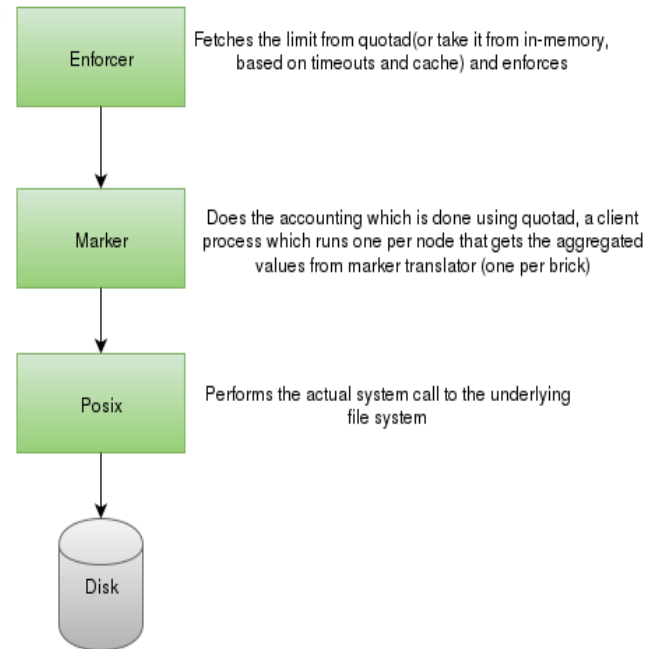 Enforcer
Fetches the limit from quotad(or take it from in-memory,
based on timeouts and cache) and enforces
Marker
Does the accounting which is done using quotad, a client
process which runs one per node that gets the aggregated
values from marker translator (one per brick)
Posix
Performs the actual system call to the underlying
file system
Disk